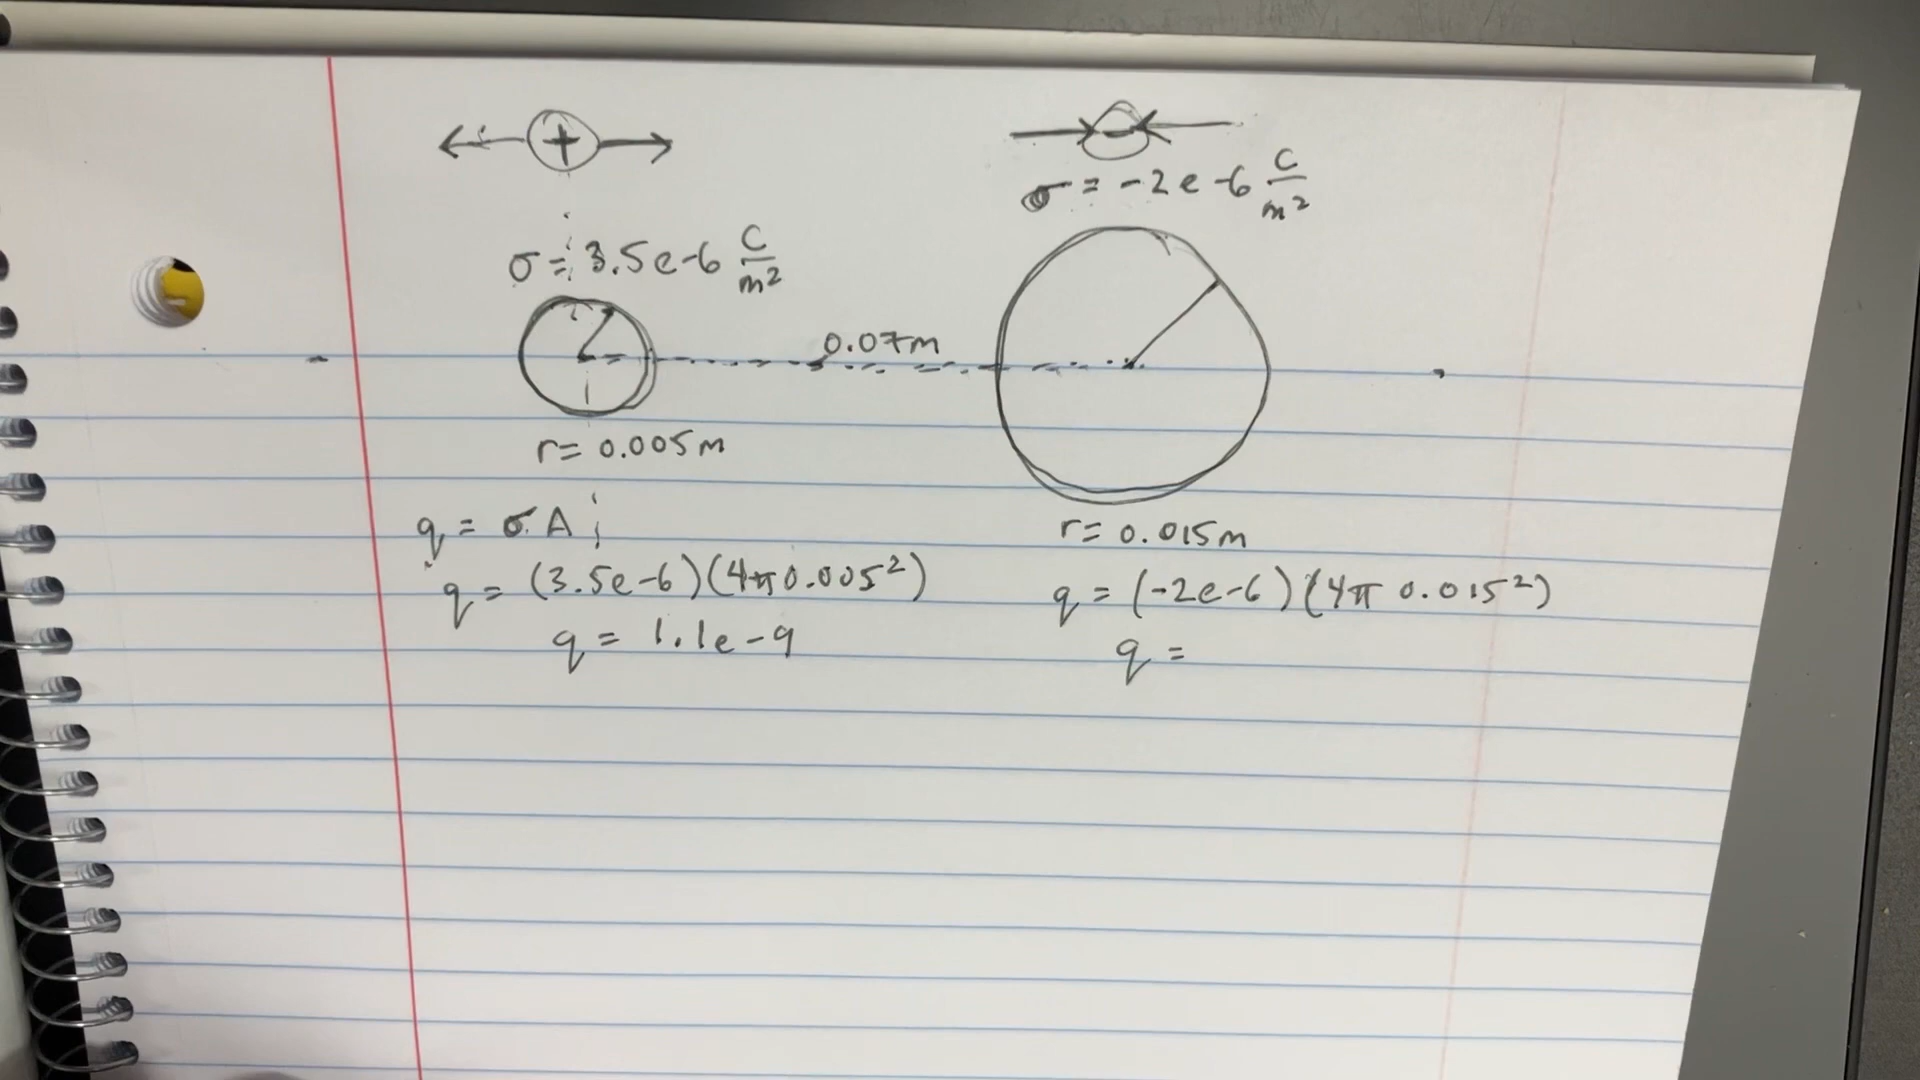 +
-
σ = -2e-6 C/m²
σ = 3.5e-6 C/m²
0.07m
r= 0.005m
r= 0.015m
q = σA
q = (3.5e-6)(4π0.005²)
q = (-2e-6)(4π 0.015²)
q = 1.1e-9
q =